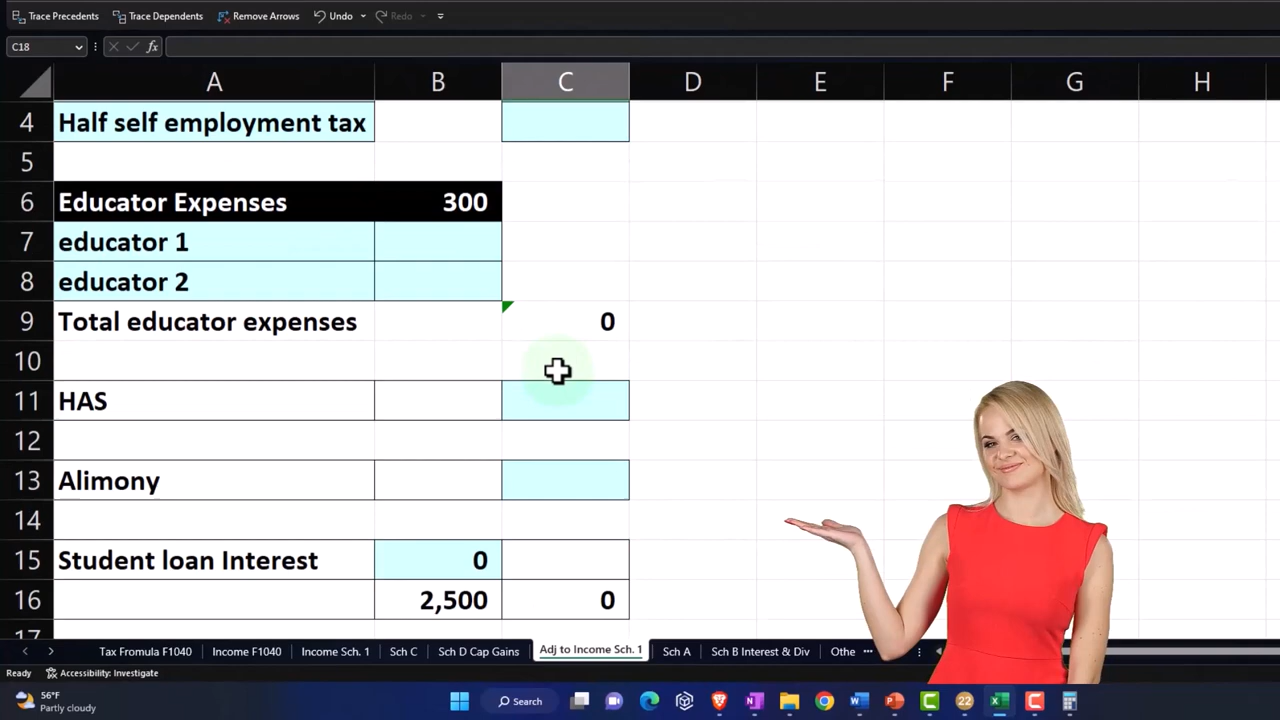 Trace Precedents Trace Dependents Remove Arrows Undo Redo
C18 fx
A B C D E F G H
4 Half self employment tax
5
6 Educator Expenses 300
7 educator 1
8 educator 2
9 Total educator expenses 0
10
11 HAS
12
13 Alimony
14
15 Student loan Interest 0
16 2,500 0
17
Tax Formula F1040 Income F1040 Income Sch. 1 Sch C Sch D Cap Gains Adj to Income Sch. 1 Sch A Sch B Interest & Div Othe ...
Ready Accessibility: Investigate
56°F
Partly cloudy
Search
22